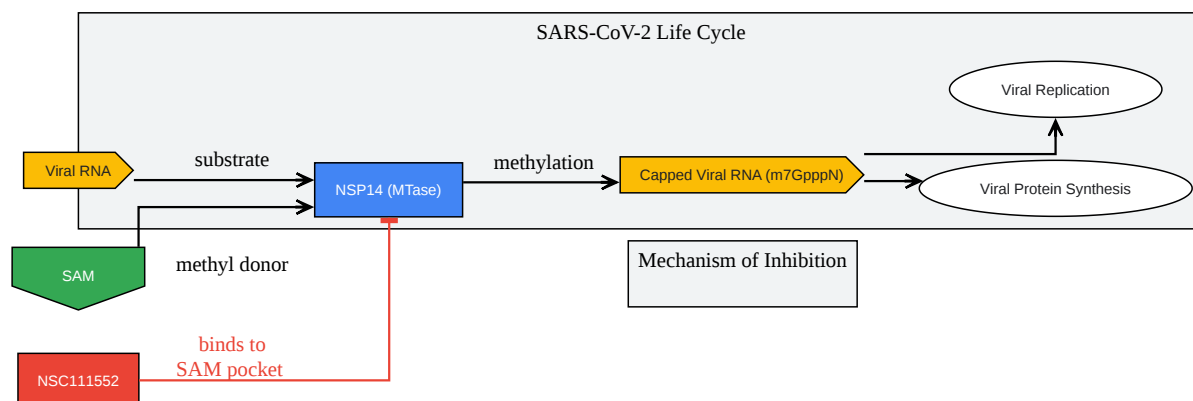 SARS-CoV-2 Life Cycle
Viral Replication
Viral RNA
substrate
methylation
NSP14 (MTase)
Capped Viral RNA (m7GpppN)
Viral Protein Synthesis
SAM
methyl donor
Mechanism of Inhibition
binds to
SAM pocket
NSC111552